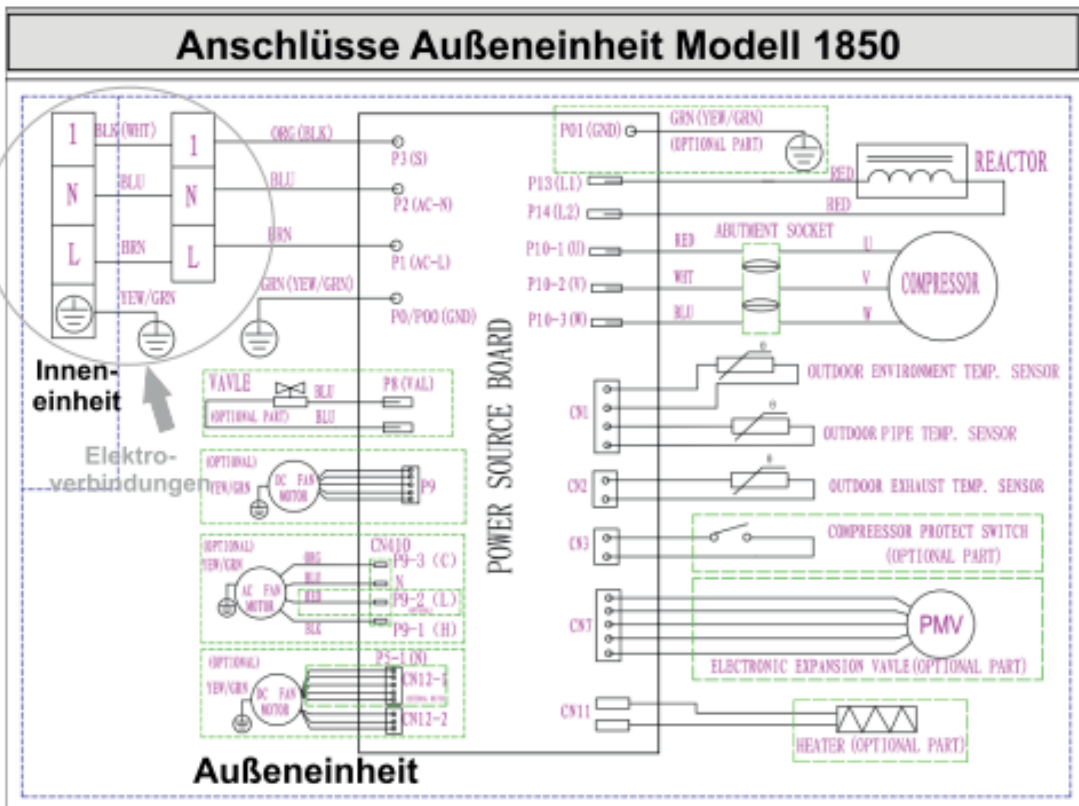 Anschlüsse Außeneinheit Modell 1850
1
N
L
BLK(WHT)
BLU
BRN
YEW/GRN
1
N
L
ORG(BLK)
BLU
BRN
GRN(YEW/GRN)
P3(S)
P2(AC-N)
P1(AC-L)
P0/P00(GND)
Innen-
einheit
Elektro-
verbindungen
VAVLE
(OPTIONAL PART)
BLU
BLU
P8(VAL)
(OPTIONAL)
YEW/GRN
DC FAN
MOTOR
P9
(OPTIONAL)
YEW/GRN
AC FAN
MOTOR
ORG
BLU
RED
BLK
CN410
P9-3 (C)
N
P9-2 (L)
P9-1 (H)
(OPTIONAL)
YEW/GRN
DC FAN
MOTOR
P5-1(N)
CN12-2
Außeneinheit
POWER SOURCE BOARD
P01(GND)
GRN(YEW/GRN)
(OPTIONAL PART)
P13(L1)
P14(L2)
RED
RED
REACTOR
P10-1(U)
P10-2(V)
P10-3(W)
RED
WHT
BLU
ABUTMENT SOCKET
U
V
W
COMPRESSOR
CN1
θ
OUTDOOR ENVIRONMENT TEMP. SENSOR
θ
OUTDOOR PIPE TEMP. SENSOR
CN2
θ
OUTDOOR EXHAUST TEMP. SENSOR
CN3
COMPREESSOR PROTECT SWITCH
(OPTIONAL PART)
CN7
PMV
ELECTRONIC EXPANSION VAVLE(OPTIONAL PART)
CN11
HEATER(OPTIONAL PART)